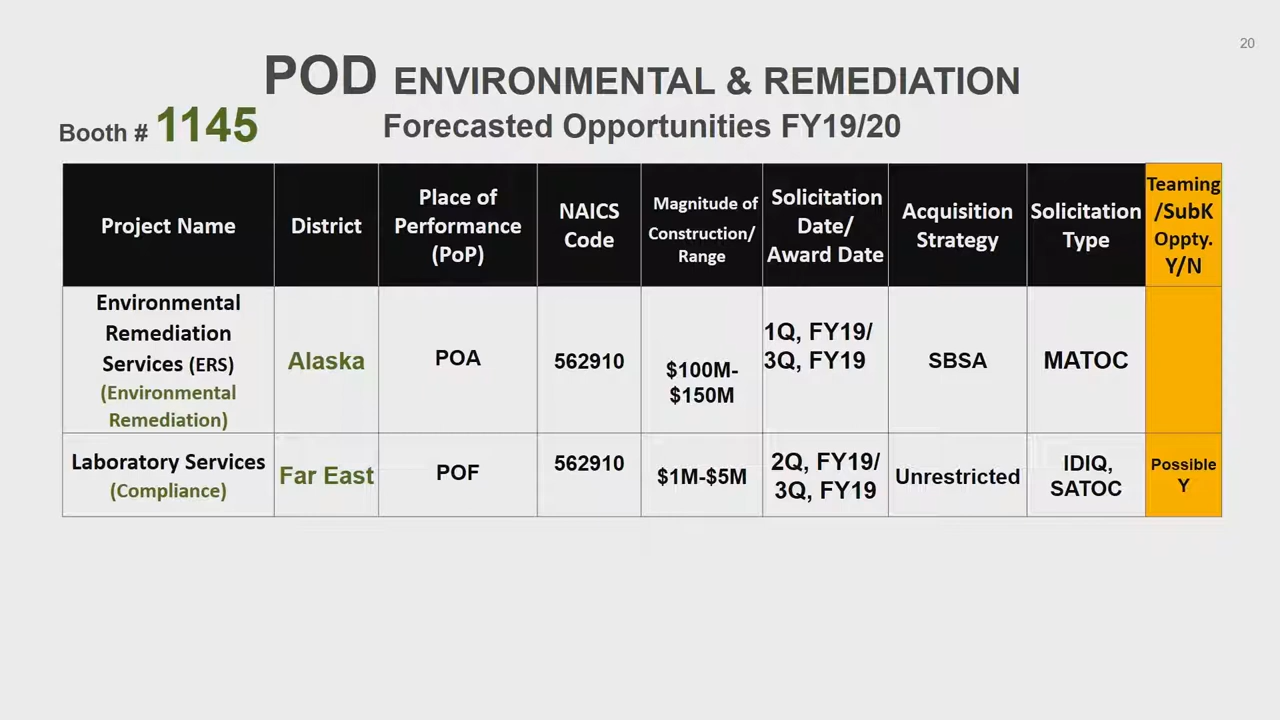 20
POD ENVIRONMENTAL & REMEDIATION
Booth # 1145
Forecasted Opportunities FY19/20
Project Name
District
Place of
Performance
(PoP)
NAICS
Code
Magnitude of
Construction/
Range
Solicitation
Date/
Award Date
Acquisition
Strategy
Solicitation
Type
Teaming
/SubK
Oppty.
Y/N
Environmental
Remediation
Services (ERS)
(Environmental
Remediation)
Alaska
POA
562910
$100M-
$150M
1Q, FY19/
3Q, FY19
SBSA
MATOC
Laboratory Services
(Compliance)
Far East
POF
562910
$1M-$5M
2Q, FY19/
3Q, FY19
Unrestricted
IDIQ,
SATOC
Possible
Y